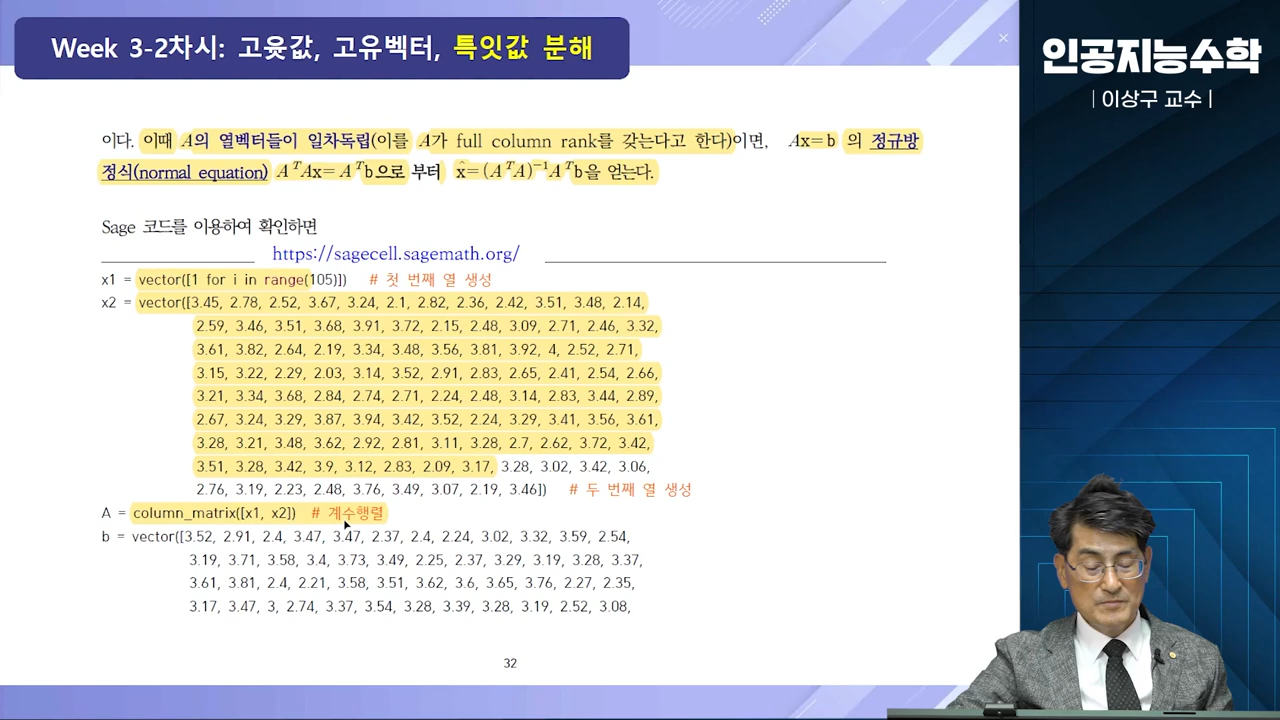 Week 3-2차시: 고윳값, 고유벡터, 특잇값 분해
인공지능수학
| 이상구 교수 |
이다. 이때 A의 열벡터들이 일차독립(이를 A가 full column rank를 갖는다고 한다)이면, Ax=b 의 정규방
정식(normal equation) AᵀAx=Aᵀb으로 부터 x̂=(AᵀA)⁻¹Aᵀb을 얻는다.
Sage 코드를 이용하여 확인하면
https://sagecell.sagemath.org/
x1 = vector([1 for i in range(105)]) # 첫 번째 열 생성
x2 = vector([3.45, 2.78, 2.52, 3.67, 3.24, 2.1, 2.82, 2.36, 2.42, 3.51, 3.48, 2.14,
2.59, 3.46, 3.51, 3.68, 3.91, 3.72, 2.15, 2.48, 3.09, 2.71, 2.46, 3.32,
3.61, 3.82, 2.64, 2.19, 3.34, 3.48, 3.56, 3.81, 3.92, 4, 2.52, 2.71,
3.15, 3.22, 2.29, 2.03, 3.14, 3.52, 2.91, 2.83, 2.65, 2.41, 2.54, 2.66,
3.21, 3.34, 3.68, 2.84, 2.74, 2.71, 2.24, 2.48, 3.14, 2.83, 3.44, 2.89,
2.67, 3.24, 3.29, 3.87, 3.94, 3.42, 3.52, 2.24, 3.29, 3.41, 3.56, 3.61,
3.28, 3.21, 3.48, 3.62, 2.92, 2.81, 3.11, 3.28, 2.7, 2.62, 3.72, 3.42,
3.51, 3.28, 3.42, 3.9, 3.12, 2.83, 2.09, 3.17, 3.28, 3.02, 3.42, 3.06,
2.76, 3.19, 2.23, 2.48, 3.76, 3.49, 3.07, 2.19, 3.46]) # 두 번째 열 생성
A = column_matrix([x1, x2]) # 계수행렬
b = vector([3.52, 2.91, 2.4, 3.47, 3.47, 2.37, 2.4, 2.24, 3.02, 3.32, 3.59, 2.54,
3.19, 3.71, 3.58, 3.4, 3.73, 3.49, 2.25, 2.37, 3.29, 3.19, 3.28, 3.37,
3.61, 3.81, 2.4, 2.21, 3.58, 3.51, 3.62, 3.6, 3.65, 3.76, 2.27, 2.35,
3.17, 3.47, 3, 2.74, 3.37, 3.54, 3.28, 3.39, 3.28, 3.19, 2.52, 3.08,
32